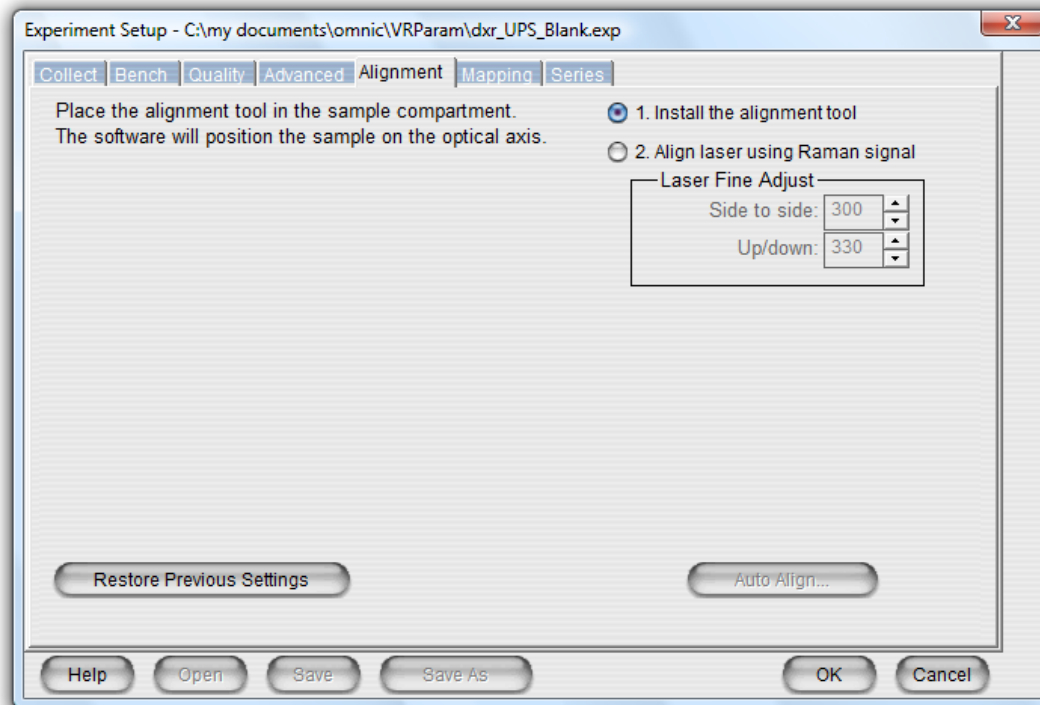 Experiment Setup - C:\my documents\omnic\VRParam\dxr_UPS_Blank.exp
X
Collect Bench Quality Advanced Alignment Mapping Series
Place the alignment tool in the sample compartment.
The software will position the sample on the optical axis.
1. Install the alignment tool
2. Align laser using Raman signal
Laser Fine Adjust
Side to side: 300
Up/down: 330
Restore Previous Settings
Auto Align...
Help Open Save Save As OK Cancel